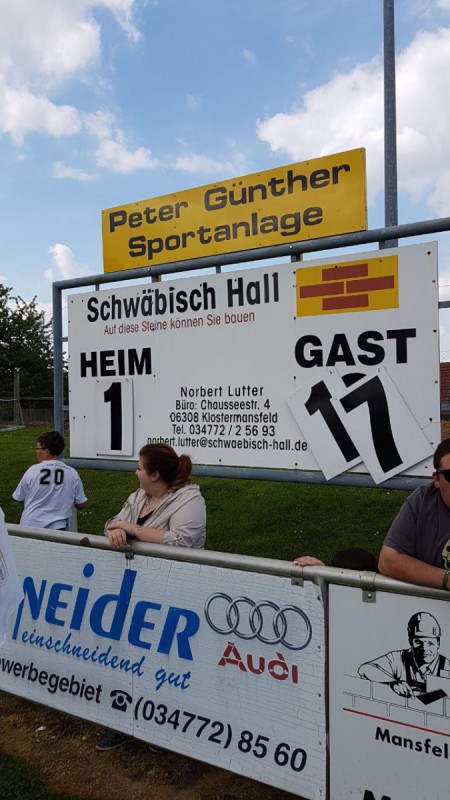 Peter Günther
Sportanlage
Schwäbisch Hall
Auf diese Steine können Sie bauen
HEIM
GAST
1
17
Norbert Lutter
Büro: Chausseestr. 4
06308 Klostermansfeld
Tel. 034772 / 2 56 93
norbert.lutter@schwaebisch-hall.de
20
NEIDER
einschneidend gut
Audi
werbegebiet ☎ (034772) 85 60
Mansfel